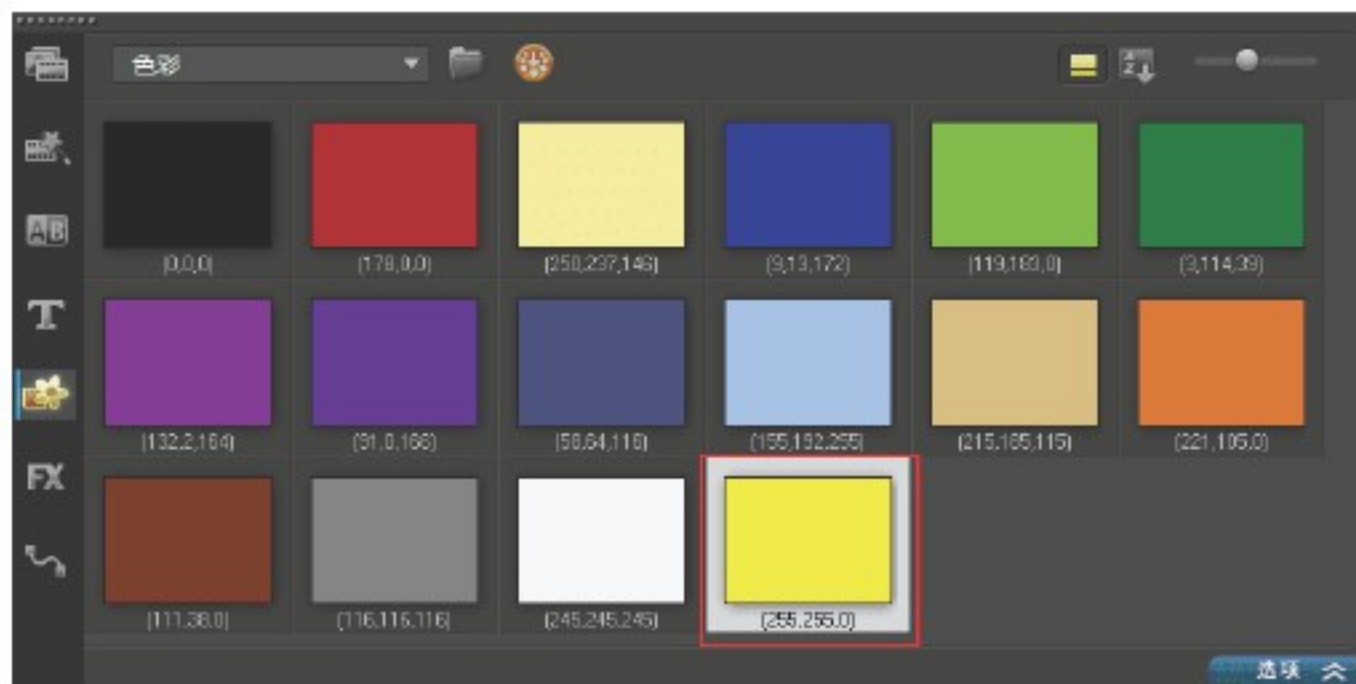 色彩
A Z
AB
(0,0,0) (178,0,0) (250,237,146) (9,13,172) (119,183,0) (3,114,39)
T
(132,2,164) (91,0,166) (58,64,116) (155,192,255) (215,185,115) (221,105,0)
FX
(111,38,0) (116,116,116) (245,245,245) (255,255,0)
选项